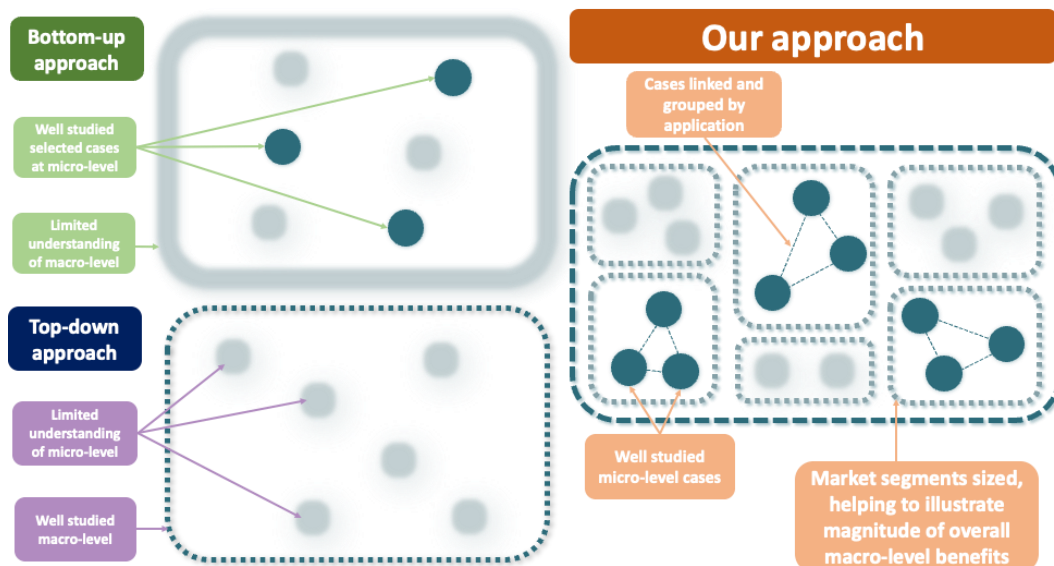 Bottom-up
approach
Well studied
selected cases
at micro-level
Limited
understanding
of macro-level
Top-down
approach
Limited
understanding
of micro-level
Well studied
macro-level
Our approach
Cases linked and
grouped by
application
Well studied
micro-level cases
Market segments sized,
helping to illustrate
magnitude of overall
macro-level benefits